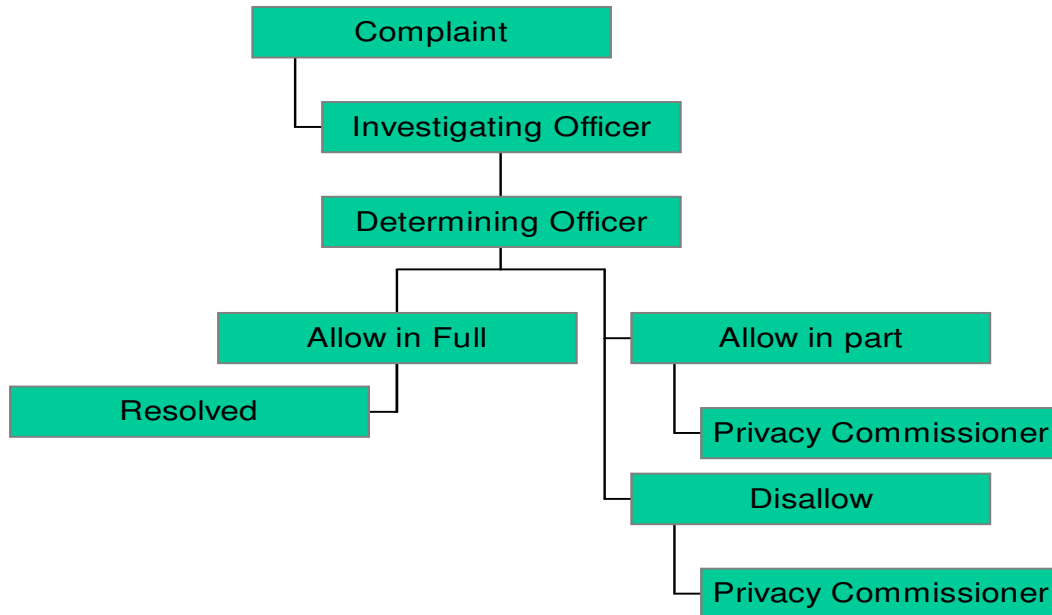 Complaint
Investigating Officer
Determining Officer
Allow in Full
Allow in part
Resolved
Privacy Commissioner
Disallow
Privacy Commissioner